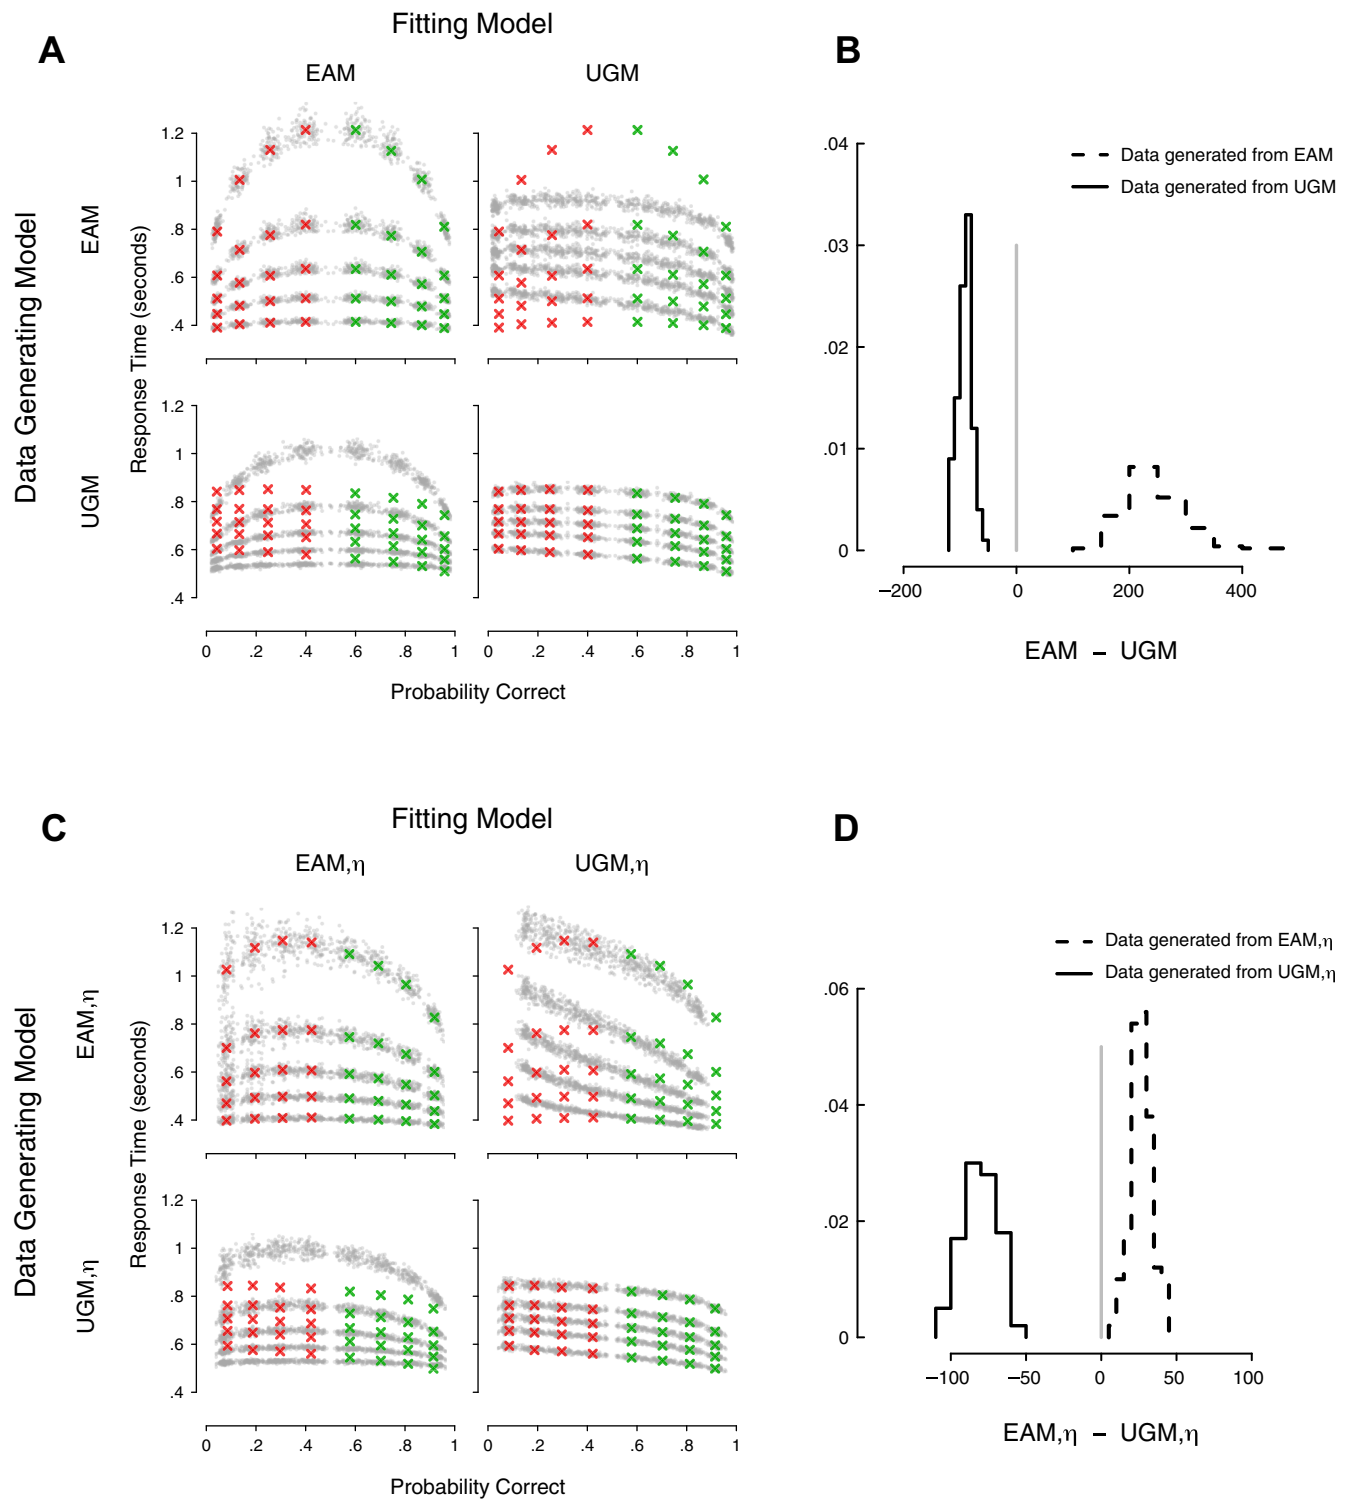 A
Fitting Model
EAM
UGM
Data Generating Model
EAM
UGM
Response Time (seconds)
1.2
1
.8
.6
.4
1.2
1
.8
.6
.4
0 .2 .4 .6 .8 1
0 .2 .4 .6 .8 1
Probability Correct
B
Data generated from EAM
Data generated from UGM
.04
.03
.02
.01
0
−200 0 200 400
EAM − UGM
C
Fitting Model
EAM,η
UGM,η
Data Generating Model
EAM,η
UGM,η
Response Time (seconds)
1.2
1
.8
.6
.4
1.2
1
.8
.6
.4
0 .2 .4 .6 .8 1
0 .2 .4 .6 .8 1
Probability Correct
D
Data generated from EAM,η
Data generated from UGM,η
.06
.04
.02
0
−100 −50 0 50 100
EAM,η − UGM,η